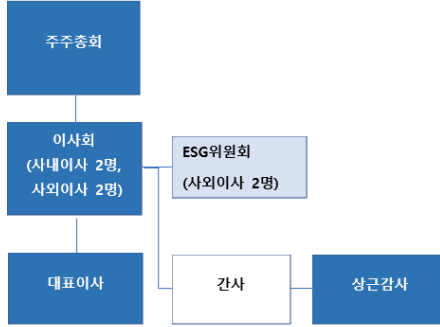 주주총회
이사회
(사내이사 2명,
사외이사 2명)
ESG위원회
(사외이사 2명)
대표이사
간사
상근감사